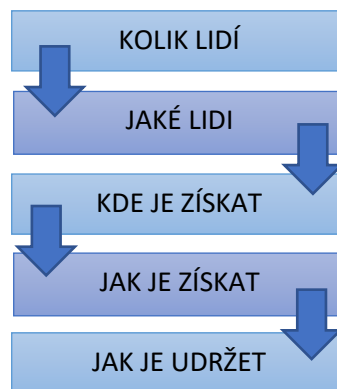 KOLIK LIDÍ
JAKÉ LIDI
KDE JE ZÍSKAT
JAK JE ZÍSKAT
JAK JE UDRŽET